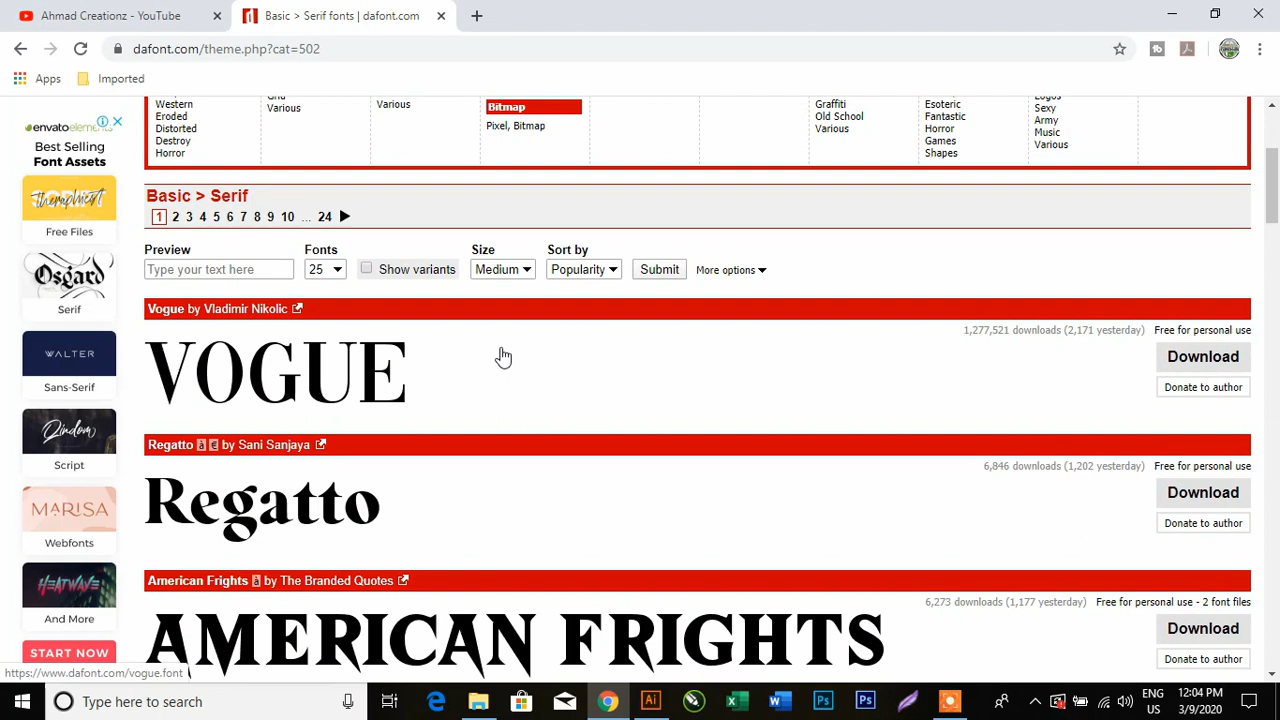 Ahmad Creationz - YouTube
Basic > Serif fonts | dafont.com
dafont.com/theme.php?cat=502
Apps
Imported
Western
Eroded
Distorted
Destroy
Horror
Various
Various
Bitmap
Pixel, Bitmap
Graffiti
Old School
Various
Esoteric
Fantastic
Horror
Games
Shapes
Sexy
Army
Music
Various
envatoelements
Best Selling
Font Assets
Free Files
Osgard
Serif
WALTER
Sans-Serif
Script
MARISA
Webfonts
HEATWAVE
And More
START NOW
Basic > Serif
1 2 3 4 5 6 7 8 9 10 ... 24
Preview Fonts Size Sort by
Type your text here 25 Show variants Medium Popularity Submit More options
Vogue by Vladimir Nikolic
1,277,521 downloads (2,171 yesterday) Free for personal use
VOGUE
Download
Donate to author
Regatto à € by Sani Sanjaya
6,846 downloads (1,202 yesterday) Free for personal use
Regatto
Download
Donate to author
American Frights à by The Branded Quotes
6,273 downloads (1,177 yesterday) Free for personal use - 2 font files
AMERICAN FRIGHTS
Download
Donate to author
https://www.dafont.com/vogue.font
Type here to search
Ai
Ps
Ps
ENG
US
12:04 PM
3/9/2020